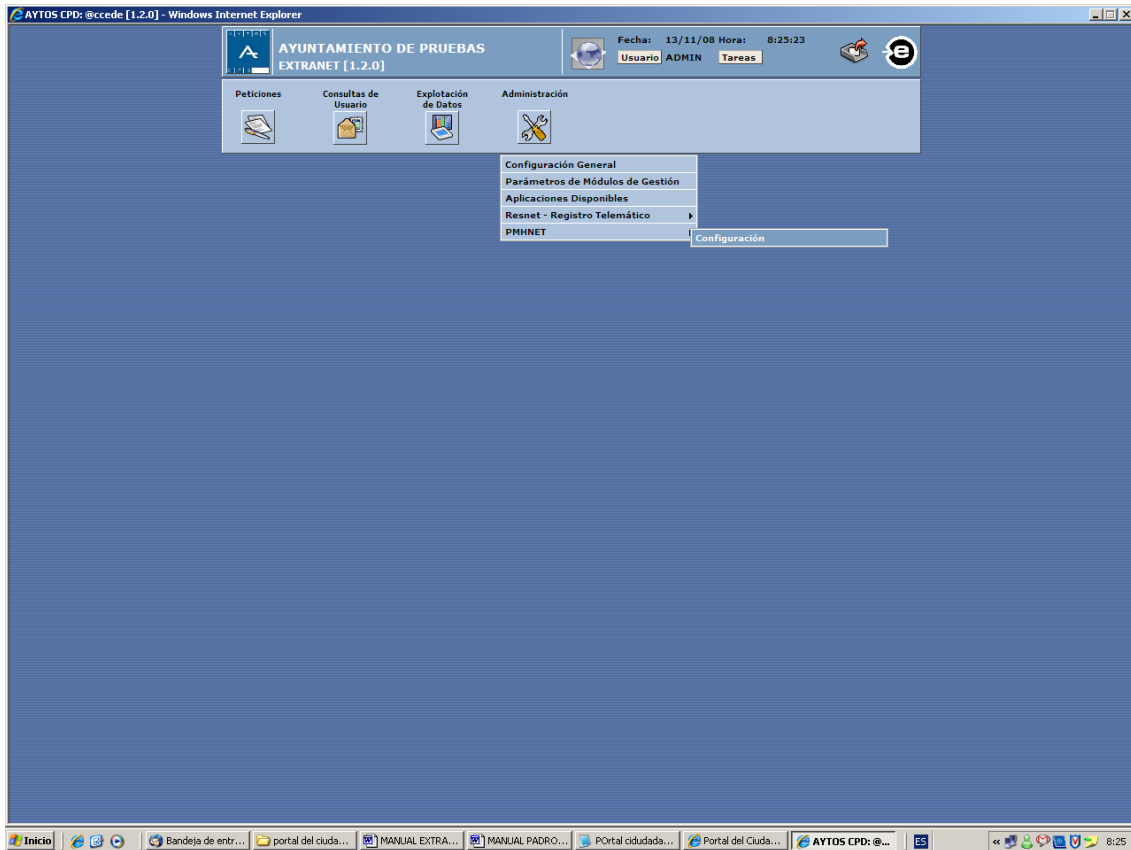 AYTOS CPD: @ccede [1.2.0] - Windows Internet Explorer
AYTOS
AYUNTAMIENTO DE PRUEBAS
EXTRANET [1.2.0]
Fecha: 13/11/08 Hora: 8:25:23
Usuario ADMIN Tareas
Peticiones
Consultas de
Usuario
Explotación
de Datos
Administración
Configuración General
Parámetros de Módulos de Gestión
Aplicaciones Disponibles
Resnet - Registro Telemático
PMHNET
Configuración
Inicio
Bandeja de entr...
portal del ciuda...
MANUAL EXTRA...
MANUAL PADRO...
POrtal cidudada...
Portal del Ciuda...
AYTOS CPD: @...
ES
8:25